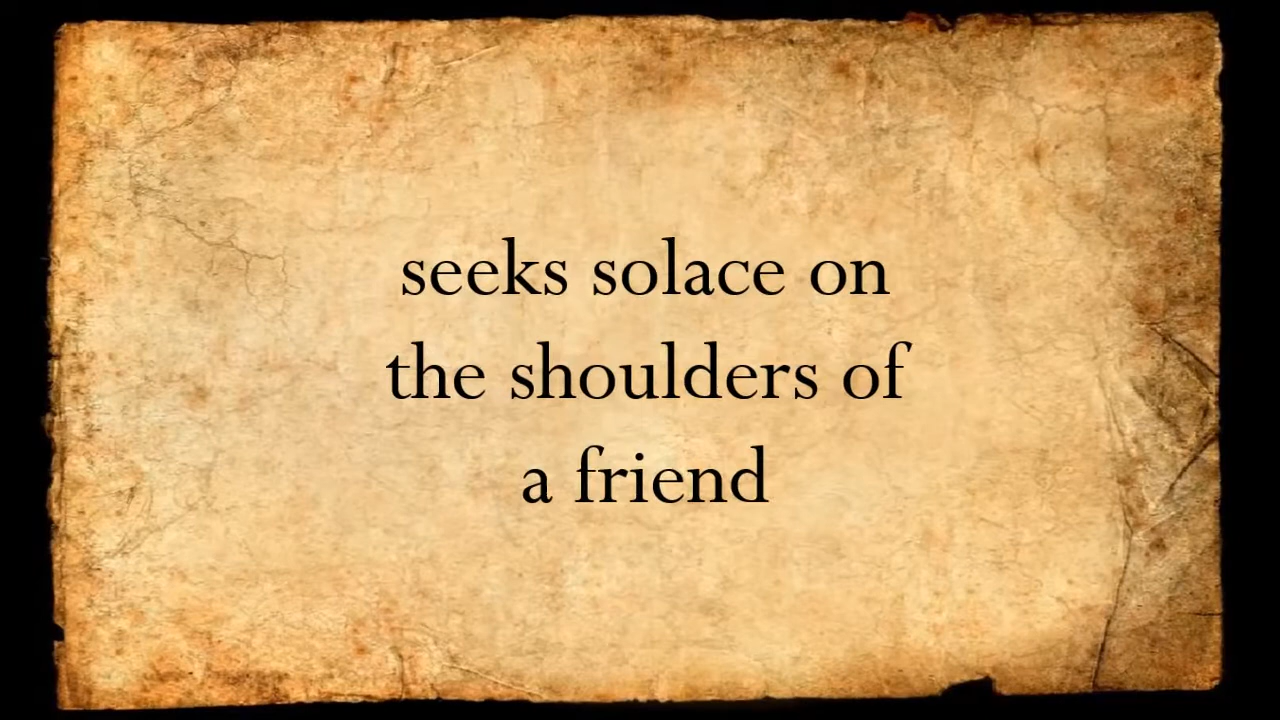 seeks solace on
the shoulders of
a friend